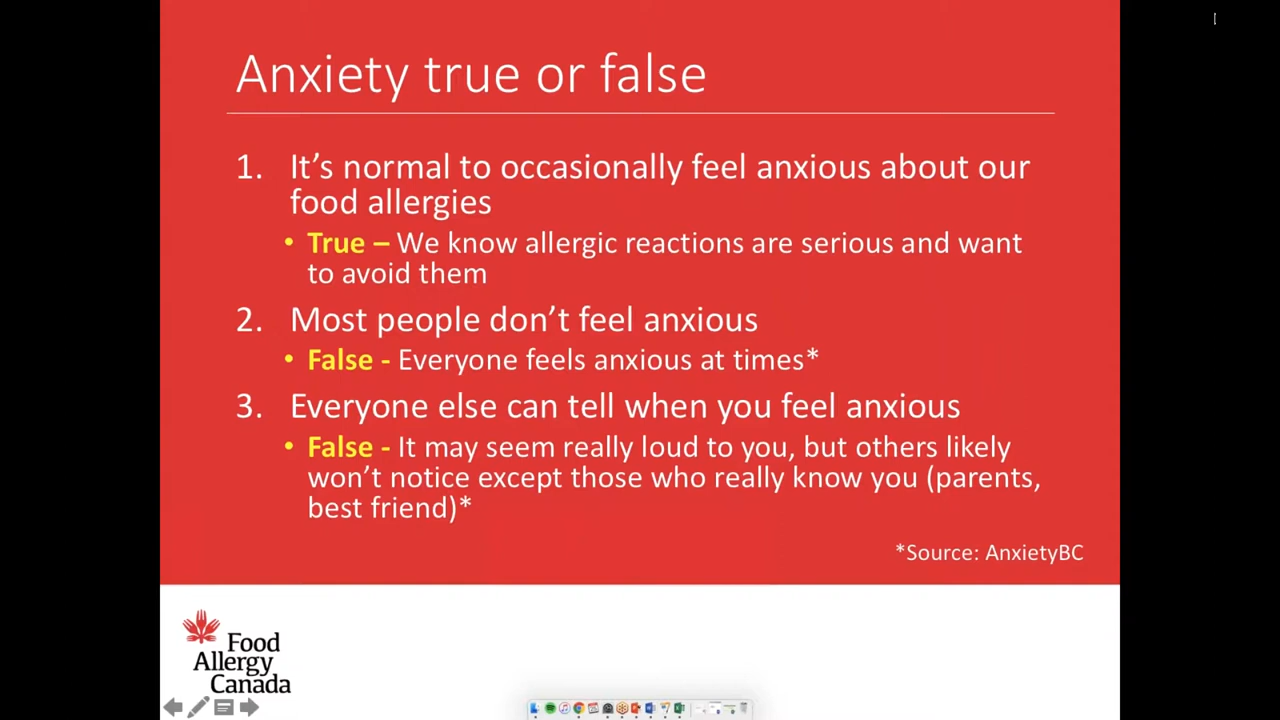 Anxiety true or false
1. It’s normal to occasionally feel anxious about our
food allergies
• True – We know allergic reactions are serious and want
to avoid them
2. Most people don’t feel anxious
• False - Everyone feels anxious at times*
3. Everyone else can tell when you feel anxious
• False - It may seem really loud to you, but others likely
won’t notice except those who really know you (parents,
best friend)*
*Source: AnxietyBC
Food
Allergy
Canada